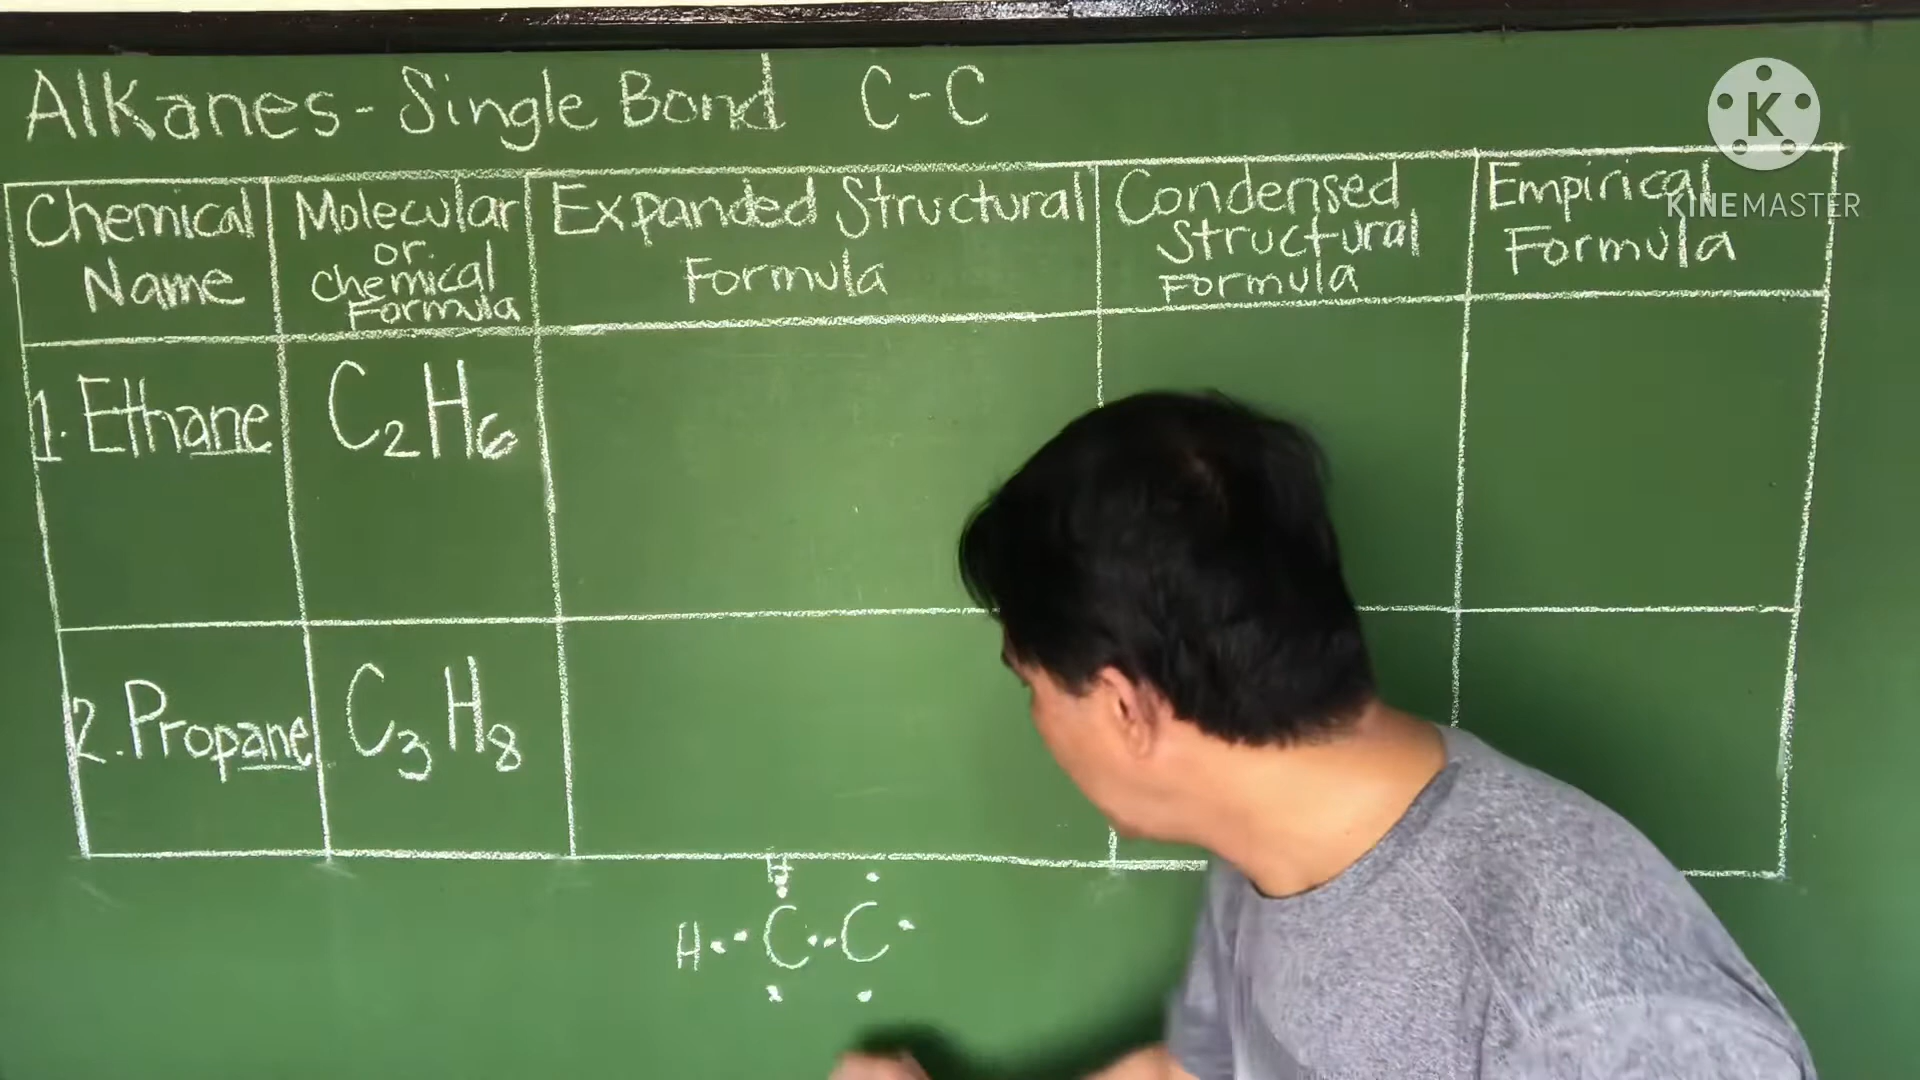 Alkanes - Single Bond C-C
Chemical Name
Molecular or chemical Formula
Expanded Structural Formula
Condensed Structural Formula
Empirical Formula
1. Ethane
C₂H₆
2. Propane
C₃H₈
H
H··C··C·
K
KINEMASTER